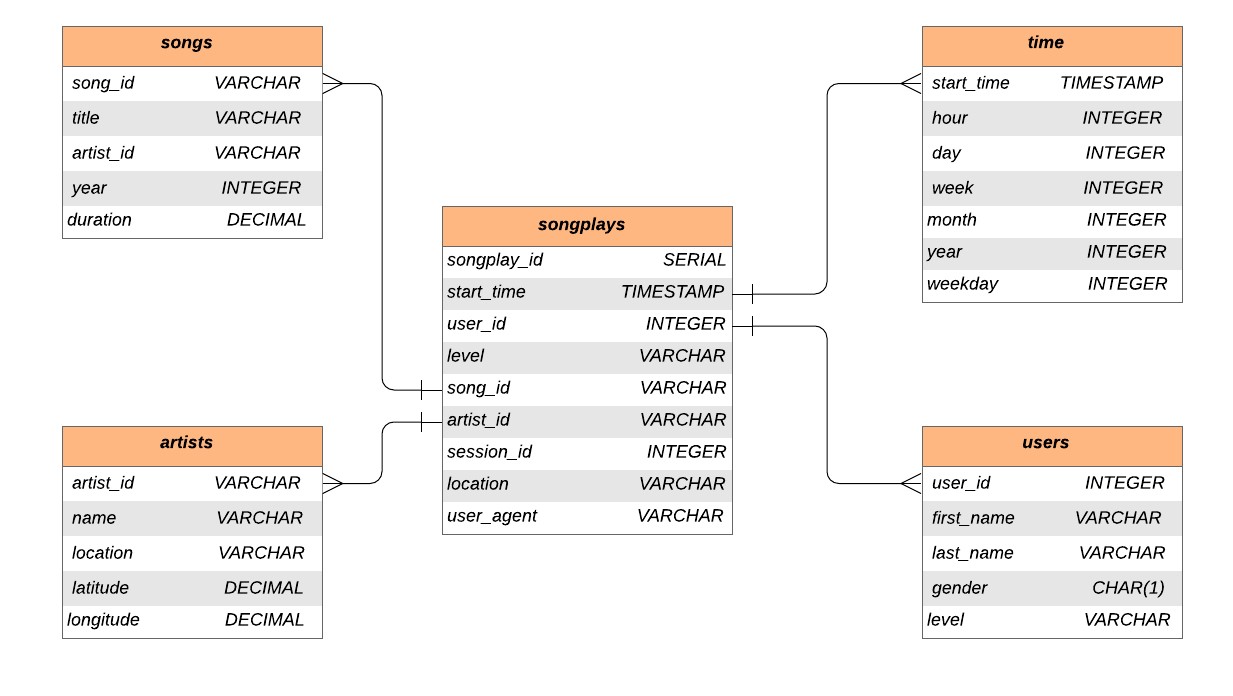 songs
song_id VARCHAR
title VARCHAR
artist_id VARCHAR
year INTEGER
duration DECIMAL
time
start_time TIMESTAMP
hour INTEGER
day INTEGER
week INTEGER
month INTEGER
year INTEGER
weekday INTEGER
songplays
songplay_id SERIAL
start_time TIMESTAMP
user_id INTEGER
level VARCHAR
song_id VARCHAR
artist_id VARCHAR
session_id INTEGER
location VARCHAR
user_agent VARCHAR
artists
artist_id VARCHAR
name VARCHAR
location VARCHAR
latitude DECIMAL
longitude DECIMAL
users
user_id INTEGER
first_name VARCHAR
last_name VARCHAR
gender CHAR(1)
level VARCHAR